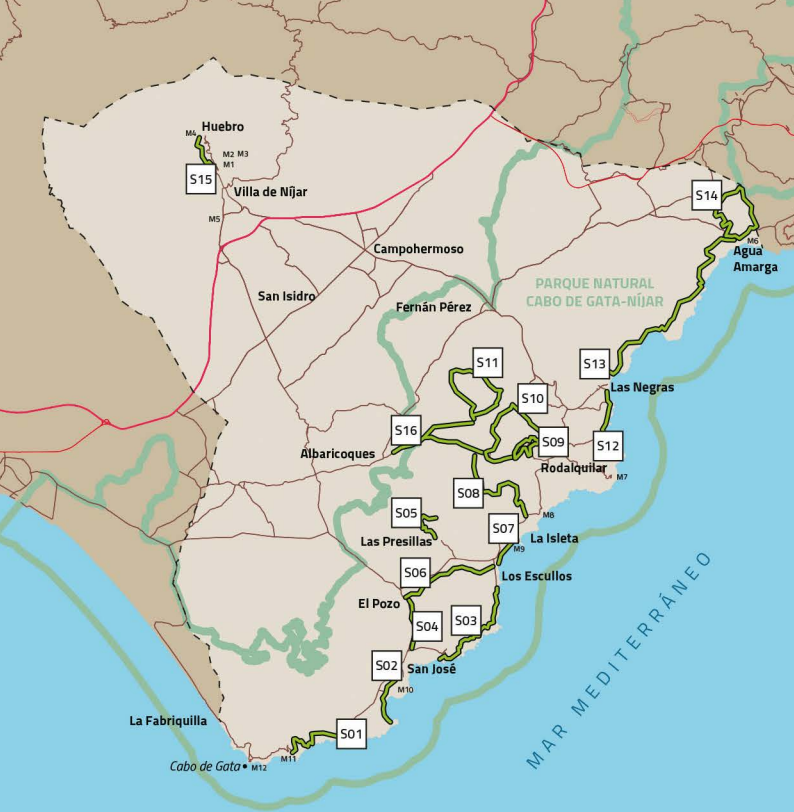 M4
Huebro
M2
M3
M1
S15
Villa de Níjar
M5
S14
M6
Agua
Amarga
Campohermoso
San Isidro
PARQUE NATURAL
CABO DE GATA-NÍJAR
Fernán Pérez
S11
S13
Las Negras
S10
S16
S09
S12
Albaricoques
Rodalquilar
M7
S08
S05
M8
Las Presillas
S07
La Isleta
M9
S06
Los Escullos
El Pozo
S04
S03
S02
San José
M10
La Fabriquilla
S01
M11
Cabo de Gata
M12
MAR MEDITERRÁNEO